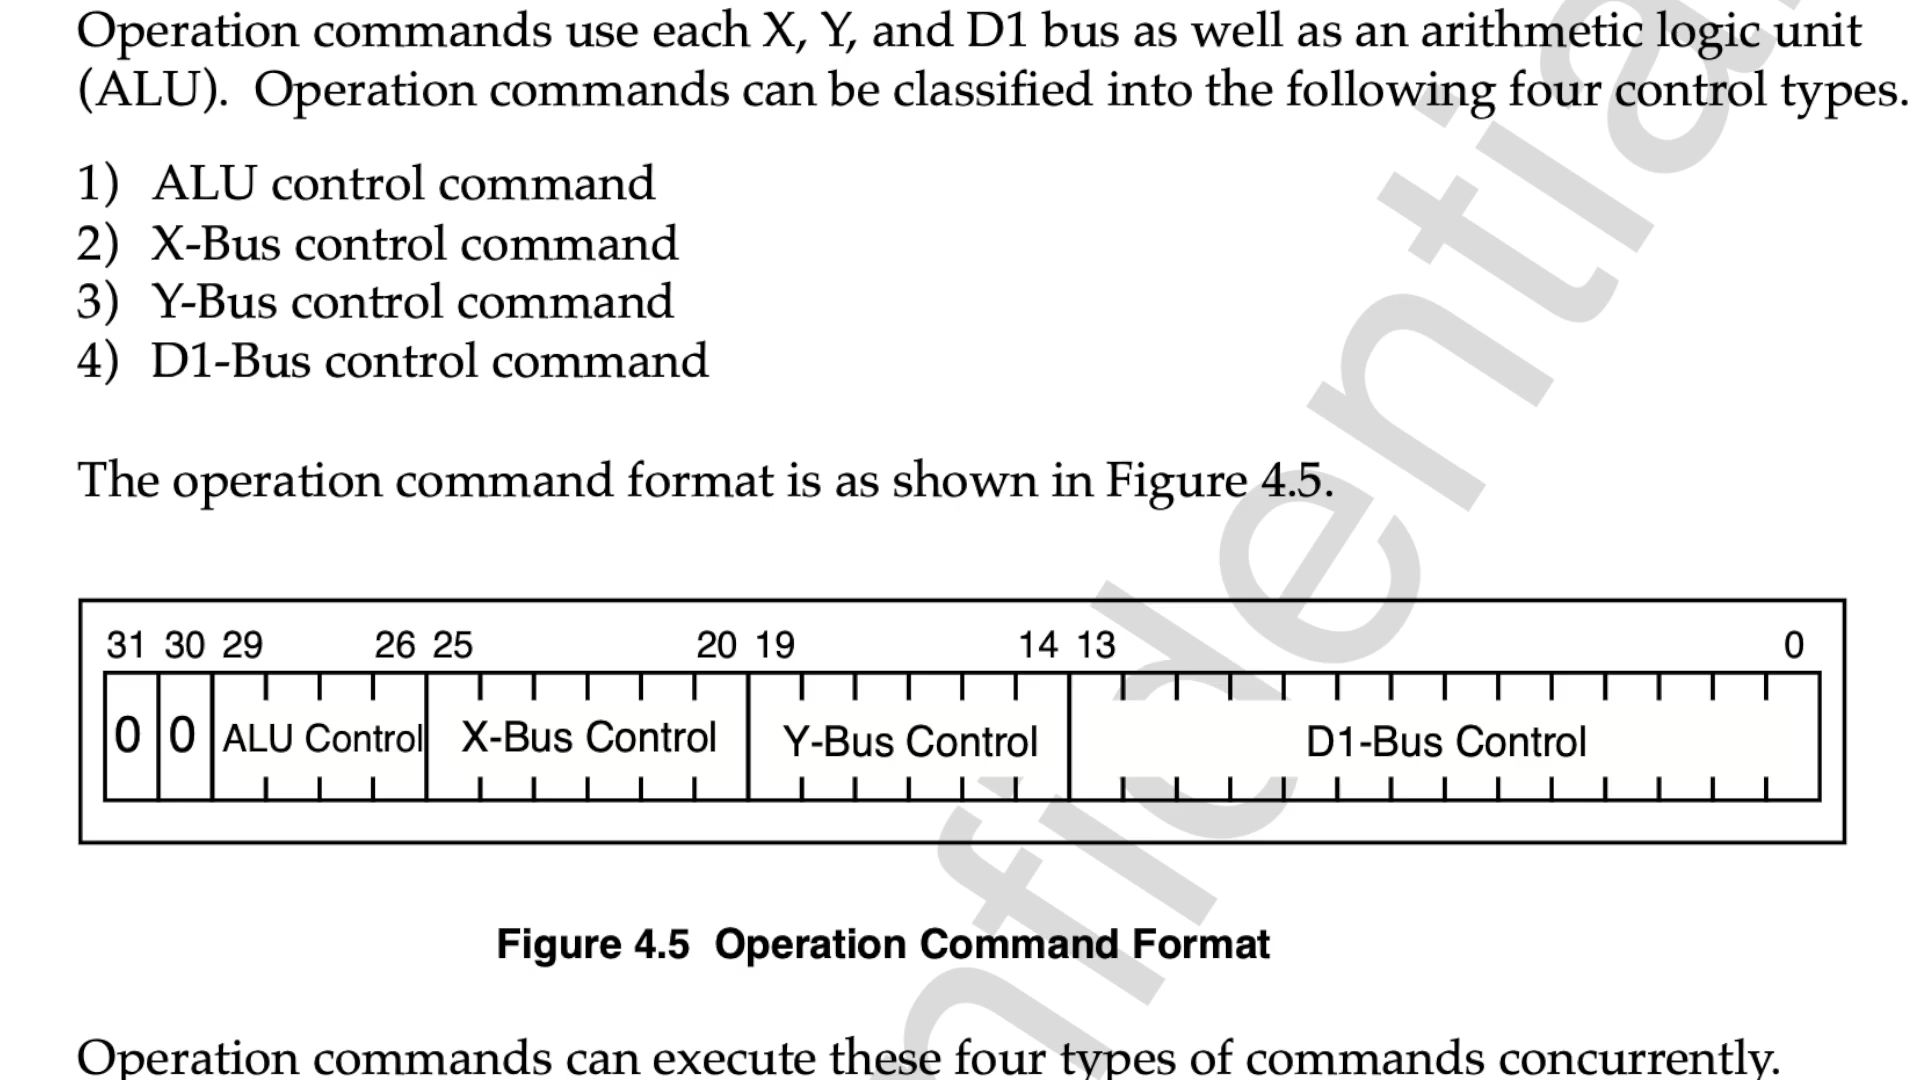 Operation commands use each X, Y, and D1 bus as well as an arithmetic logic unit
(ALU). Operation commands can be classified into the following four control types.
1) ALU control command
2) X-Bus control command
3) Y-Bus control command
4) D1-Bus control command
The operation command format is as shown in Figure 4.5.
31 30 29 26 25 20 19 14 13 0
0 0 ALU Control X-Bus Control Y-Bus Control D1-Bus Control
Figure 4.5 Operation Command Format
Operation commands can execute these four types of commands concurrently.